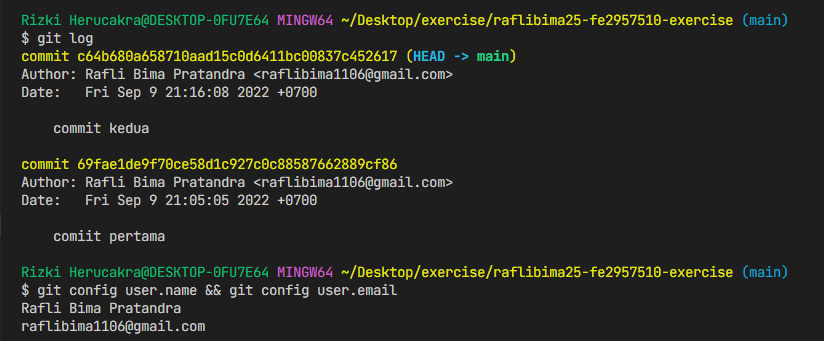 Rizki Herucakra@DESKTOP-0FU7E64 MINGW64 ~/Desktop/exercise/raflibima25-fe2957510-exercise (main)
$ git log
commit c64b680a658710aad15c0d6411bc00837c452617 (HEAD -> main)
Author: Rafli Bima Pratandra <raflibima1106@gmail.com>
Date:   Fri Sep 9 21:16:08 2022 +0700
    commit kedua
commit 69fae1de9f70ce58d1c927c0c88587662889cf86
Author: Rafli Bima Pratandra <raflibima1106@gmail.com>
Date:   Fri Sep 9 21:05:05 2022 +0700
    comiit pertama
Rizki Herucakra@DESKTOP-0FU7E64 MINGW64 ~/Desktop/exercise/raflibima25-fe2957510-exercise (main)
$ git config user.name && git config user.email
Rafli Bima Pratandra
raflibima1106@gmail.com